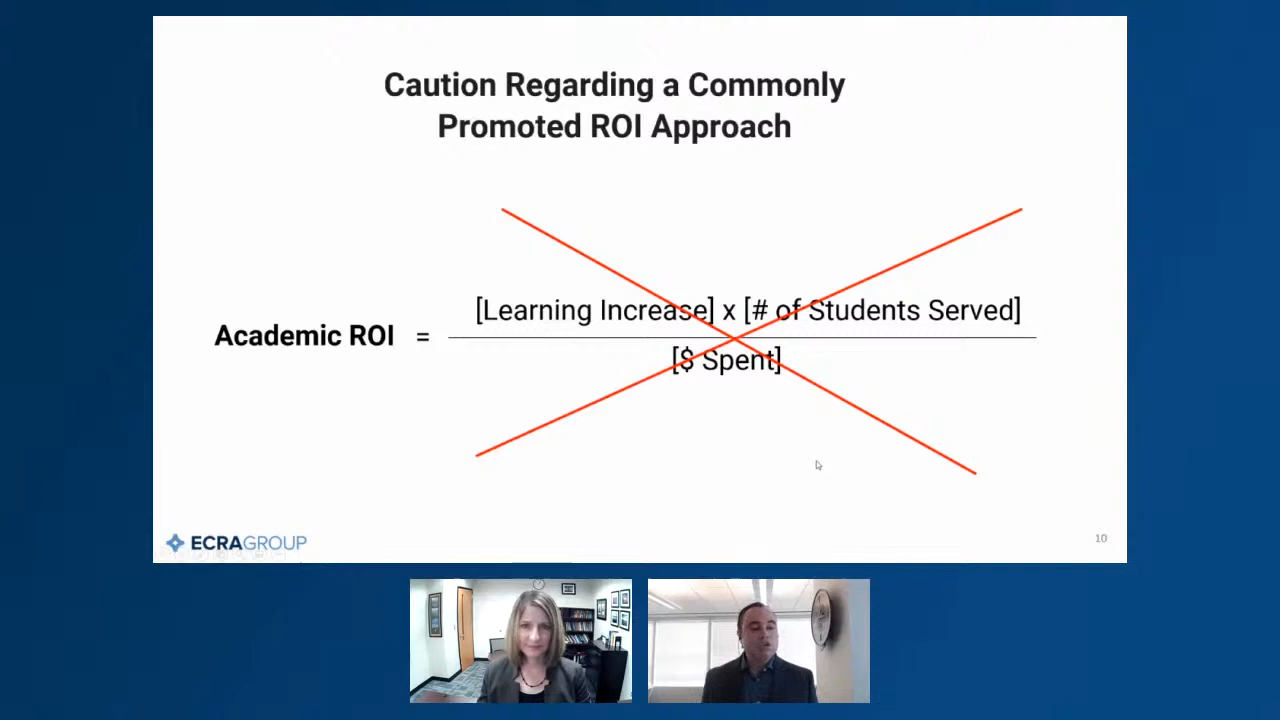 Caution Regarding a Commonly
Promoted ROI Approach
[Learning Increase] x [# of Students Served]
Academic ROI =
[$ Spent]
ECRAGROUP
10